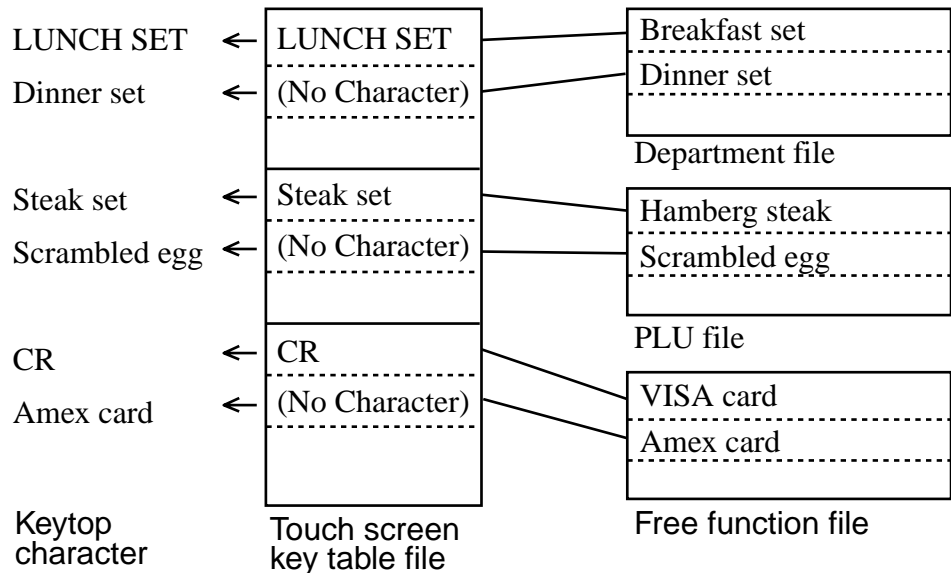 LUNCH SET
Dinner set
Steak set
Scrambled egg
CR
Amex card
Keytop
character
LUNCH SET
(No Character)
Steak set
(No Character)
CR
(No Character)
Touch screen
key table file
Breakfast set
Dinner set
Department file
Hamberg steak
Scrambled egg
PLU file
VISA card
Amex card
Free function file